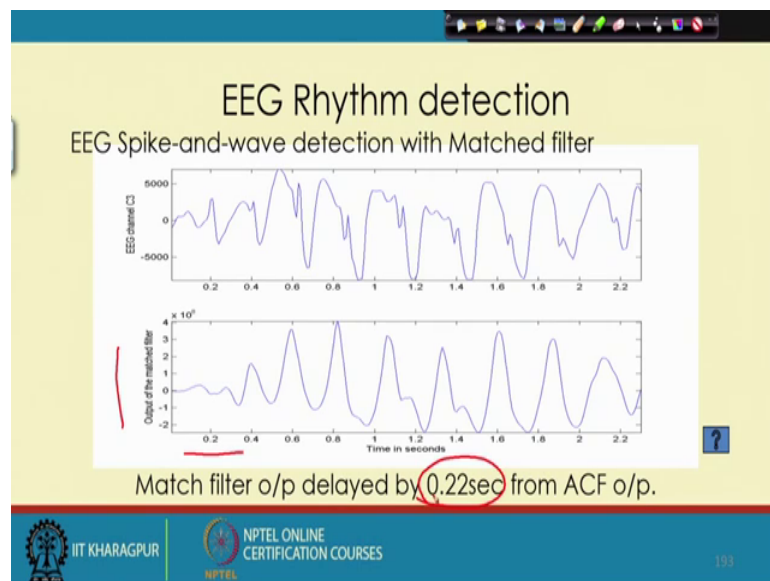 EEG Rhythm detection
EEG Spike-and-wave detection with Matched filter
EEG channel C3
5000
0
-5000
0.2 0.4 0.6 0.8 1 1.2 1.4 1.6 1.8 2 2.2
Output of the matched filter
4
3
2
1
0
-1
-2
0.2 0.4 0.6 0.8 1 1.2 1.4 1.6 1.8 2 2.2
Time in seconds
?
Match filter o/p delayed by 0.22sec from ACF o/p.
IIT KHARAGPUR
NPTEL
NPTEL ONLINE
CERTIFICATION COURSES
193